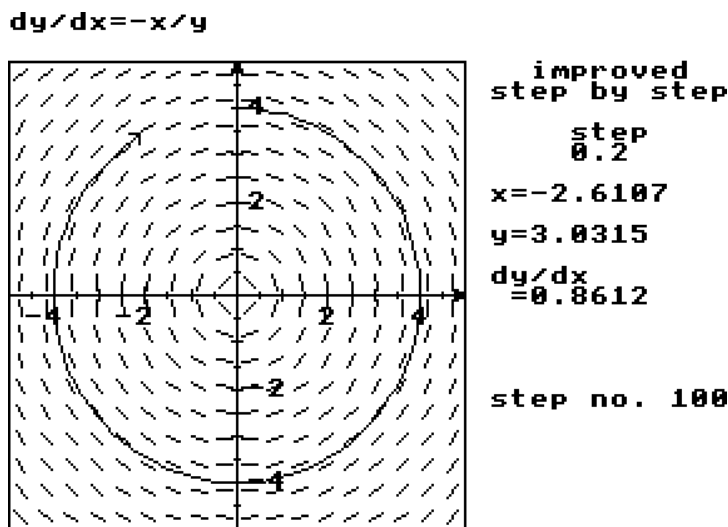 dy/dx=-x/y
4
2
-4
-2
2
4
-2
-4
improved
step by step
step
0.2
x=-2.6107
y=3.0315
dy/dx
=0.8612
step no. 100